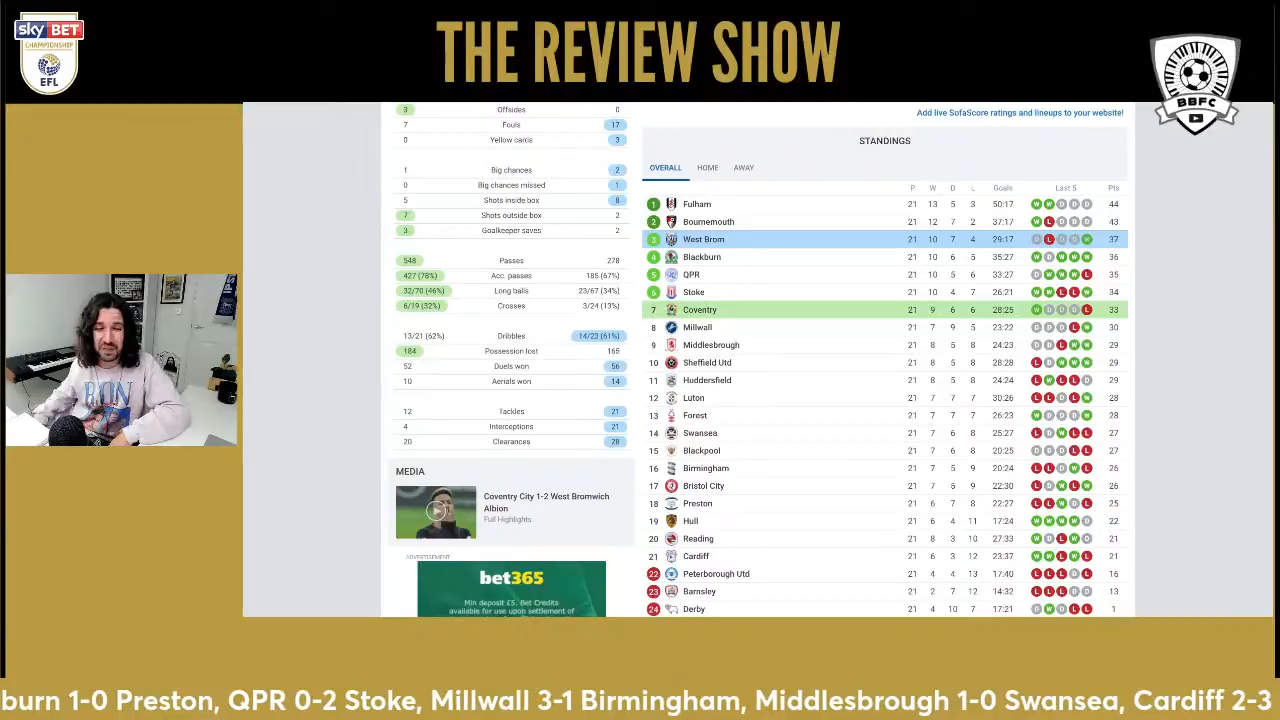 sky BET
CHAMPIONSHIP
EFL
THE REVIEW SHOW
BBFC
3 Offsides 0
7 Fouls 17
0 Yellow cards 3
1 Big chances 2
0 Big chances missed 1
5 Shots inside box 8
7 Shots outside box 2
3 Goalkeeper saves 2
548 Passes 278
427 (78%) Acc. passes 185 (67%)
32/70 (46%) Long balls 23/67 (34%)
6/19 (32%) Crosses 3/24 (13%)
13/21 (62%) Dribbles 14/23 (61%)
184 Possession lost 165
52 Duels won 56
10 Aerials won 14
12 Tackles 21
4 Interceptions 21
20 Clearances 28
MEDIA
Coventry City 1-2 West Bromwich
Albion
Full Highlights
ADVERTISEMENT
bet365
Min deposit £5. Bet Credits
available for use upon settlement of
Add live SofaScore ratings and lineups to your website!
STANDINGS
OVERALL HOME AWAY
P W D L Goals Last 5 Pts
1 Fulham 21 13 5 3 50:17 W W D D D 44
2 Bournemouth 21 12 7 2 37:17 W L D D D 43
3 West Brom 21 10 7 4 29:17 D L D D W 37
4 Blackburn 21 10 6 5 35:27 W D W W W 36
5 QPR 21 10 5 6 33:27 D W W W L 35
6 Stoke 21 10 4 7 26:21 W W L L W 34
7 Coventry 21 9 6 6 28:25 W D D D L 33
8 Millwall 21 7 9 5 23:22 D D D L W 30
9 Middlesbrough 21 8 5 8 24:23 D D L W W 29
10 Sheffield Utd 21 8 5 8 28:28 L D W W W 29
11 Huddersfield 21 8 5 8 24:24 L W L L D 29
12 Luton 21 7 7 7 30:26 L L D L W 28
13 Forest 21 7 7 7 26:23 W D D D W 28
14 Swansea 21 7 6 8 25:27 L D W L L 27
15 Blackpool 21 7 6 8 20:25 D D D L L 27
16 Birmingham 21 7 5 9 20:24 L L D W L 26
17 Bristol City 21 7 5 9 22:30 L D W L W 26
18 Preston 21 6 7 8 22:27 L L W D L 25
19 Hull 21 6 4 11 17:24 W W W W D 22
20 Reading 21 8 3 10 27:33 W D L W D 21
21 Cardiff 21 6 3 12 23:37 W W L W L 21
22 Peterborough Utd 21 4 4 13 17:40 L L L D L 16
23 Barnsley 21 2 7 12 14:32 L L L D D 13
24 Derby 21 4 10 7 17:21 D W D L L 1
burn 1-0 Preston, QPR 0-2 Stoke, Millwall 3-1 Birmingham, Middlesbrough 1-0 Swansea, Cardiff 2-3